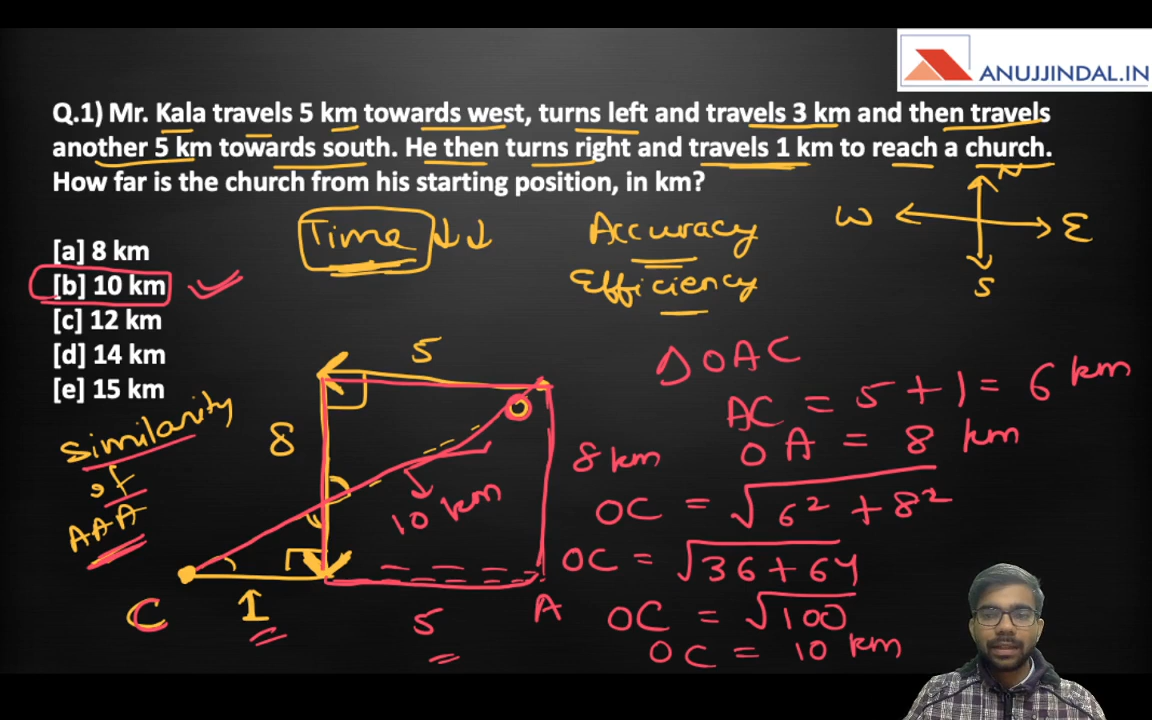 ANUJJINDAL.IN
Q.1) Mr. Kala travels 5 km towards west, turns left and travels 3 km and then travels
another 5 km towards south. He then turns right and travels 1 km to reach a church.
How far is the church from his starting position, in km?
Time ↓↓
Accuracy
Efficiency
N
W
E
S
[a] 8 km
[b] 10 km
[c] 12 km
[d] 14 km
[e] 15 km
Similarity
of
AAA
5
8
O
10 km
8 km
C
1
5
A
△OAC
AC = 5 + 1 = 6 km
OA = 8 km
OC = √6² + 8²
OC = √36 + 64
OC = √100
OC = 10 km